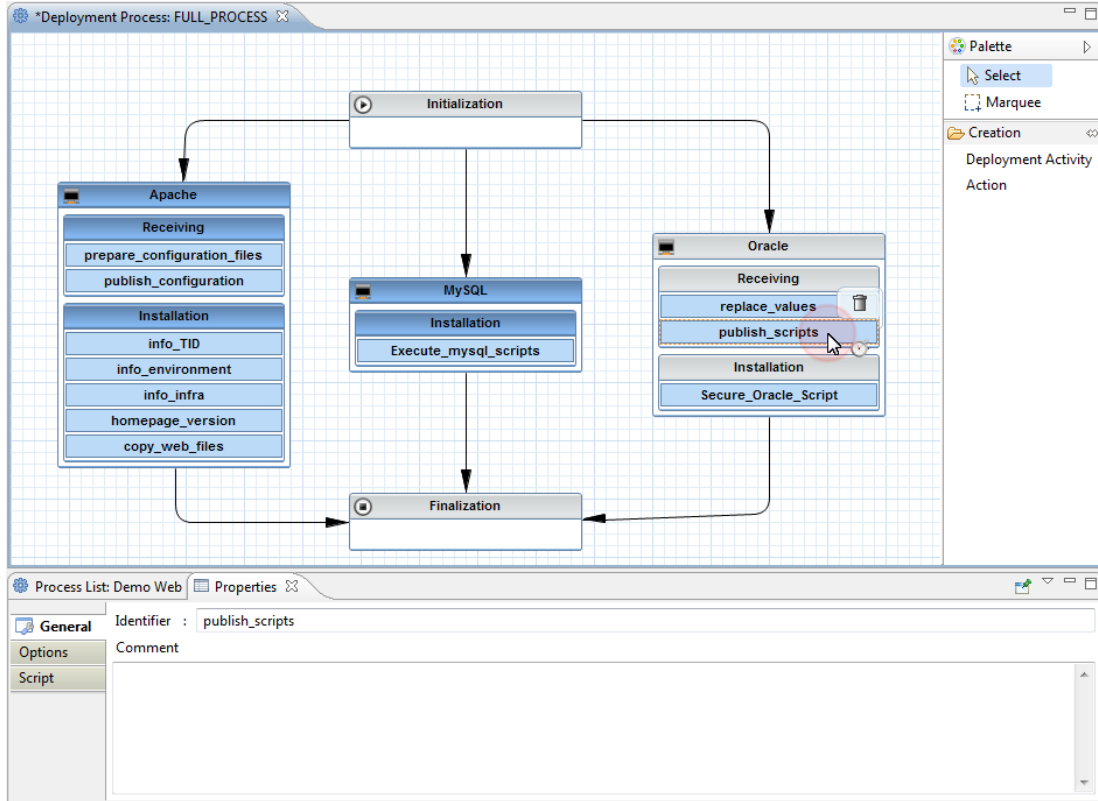 *Deployment Process: FULL_PROCESS
Palette
Select
Marquee
Creation
Deployment Activity
Action
Initialization
Apache
Receiving
prepare_configuration_files
publish_configuration
Installation
info_TID
info_environment
info_infra
homepage_version
copy_web_files
MySQL
Installation
Execute_mysql_scripts
Oracle
Receiving
replace_values
publish_scripts
Installation
Secure_Oracle_Script
Finalization
Process List: Demo Web
Properties
General
Options
Script
Identifier : publish_scripts
Comment